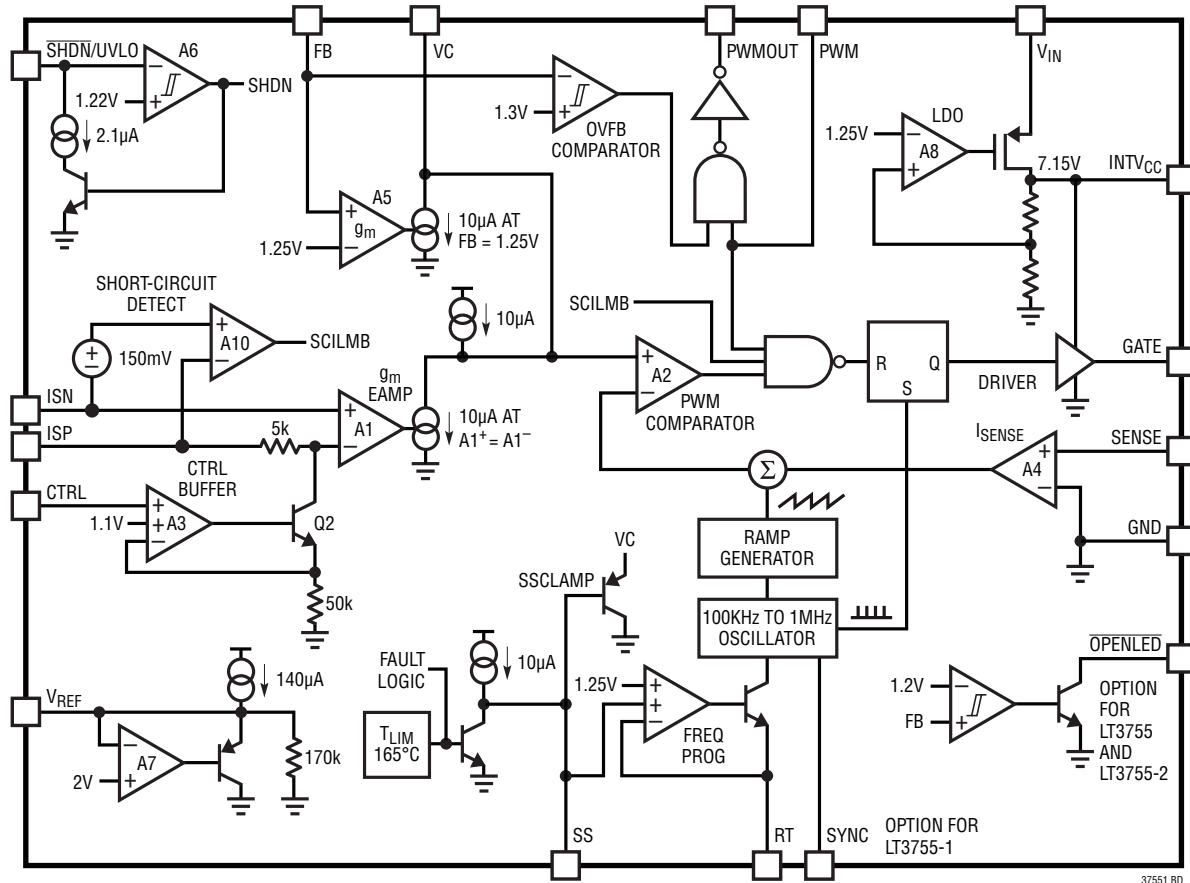 SHDN/UVLO
A6
FB
VC
PWMOUT
PWM
VIN
−
+
1.22V
SHDN
2.1µA
−
+
1.3V
OVFB
COMPARATOR
LDO
1.25V
−
+
A8
7.15V
INTVCC
A5
+
gm
−
1.25V
10µA AT
FB = 1.25V
SHORT-CIRCUIT
DETECT
+
A10
−
SCILMB
+
−
150mV
10µA
SCILMB
ISN
ISP
gm
EAMP
+
A1
−
10µA AT
A1+ = A1−
5k
+
A2
−
PWM
COMPARATOR
R
Q
S
DRIVER
GATE
ISENSE
+
A4
−
SENSE
GND
CTRL
CTRL
BUFFER
+
+
−
A3
1.1V
Q2
50k
Σ
RAMP
GENERATOR
100KHz TO 1MHz
OSCILLATOR
VC
SSCLAMP
FAULT
LOGIC
10µA
TLIM
165°C
1.25V
+
+
−
FREQ
PROG
VREF
140µA
−
A7
+
2V
170k
OPENLED
1.2V
−
FB
+
OPTION
FOR
LT3755
AND
LT3755-2
SS
RT
SYNC
OPTION FOR
LT3755-1
37551 BD